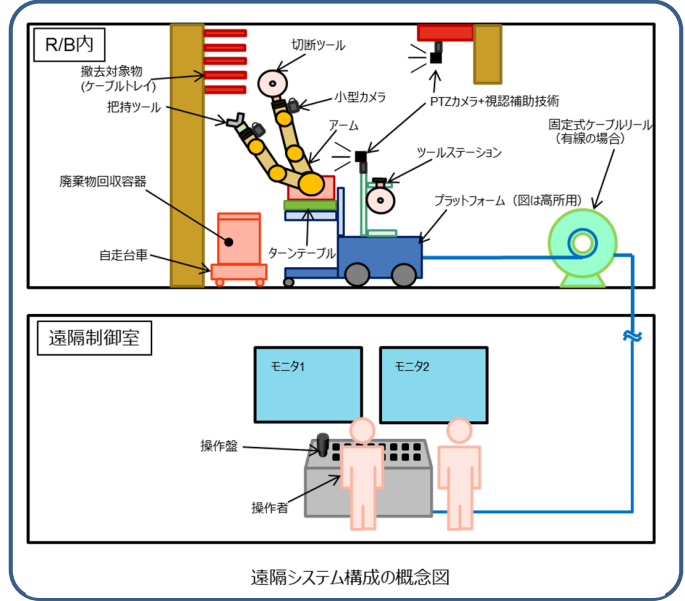 R/B内
切断ツール
撤去対象物
(ケーブルトレイ)
小型カメラ
把持ツール
PTZカメラ+視認補助技術
アーム
固定式ケーブルリール
（有線の場合）
ツールステーション
廃棄物回収容器
プラットフォーム（図は高所用）
自走台車
ターンテーブル
遠隔制御室
モニタ1
モニタ2
操作盤
操作者
遠隔システム構成の概念図